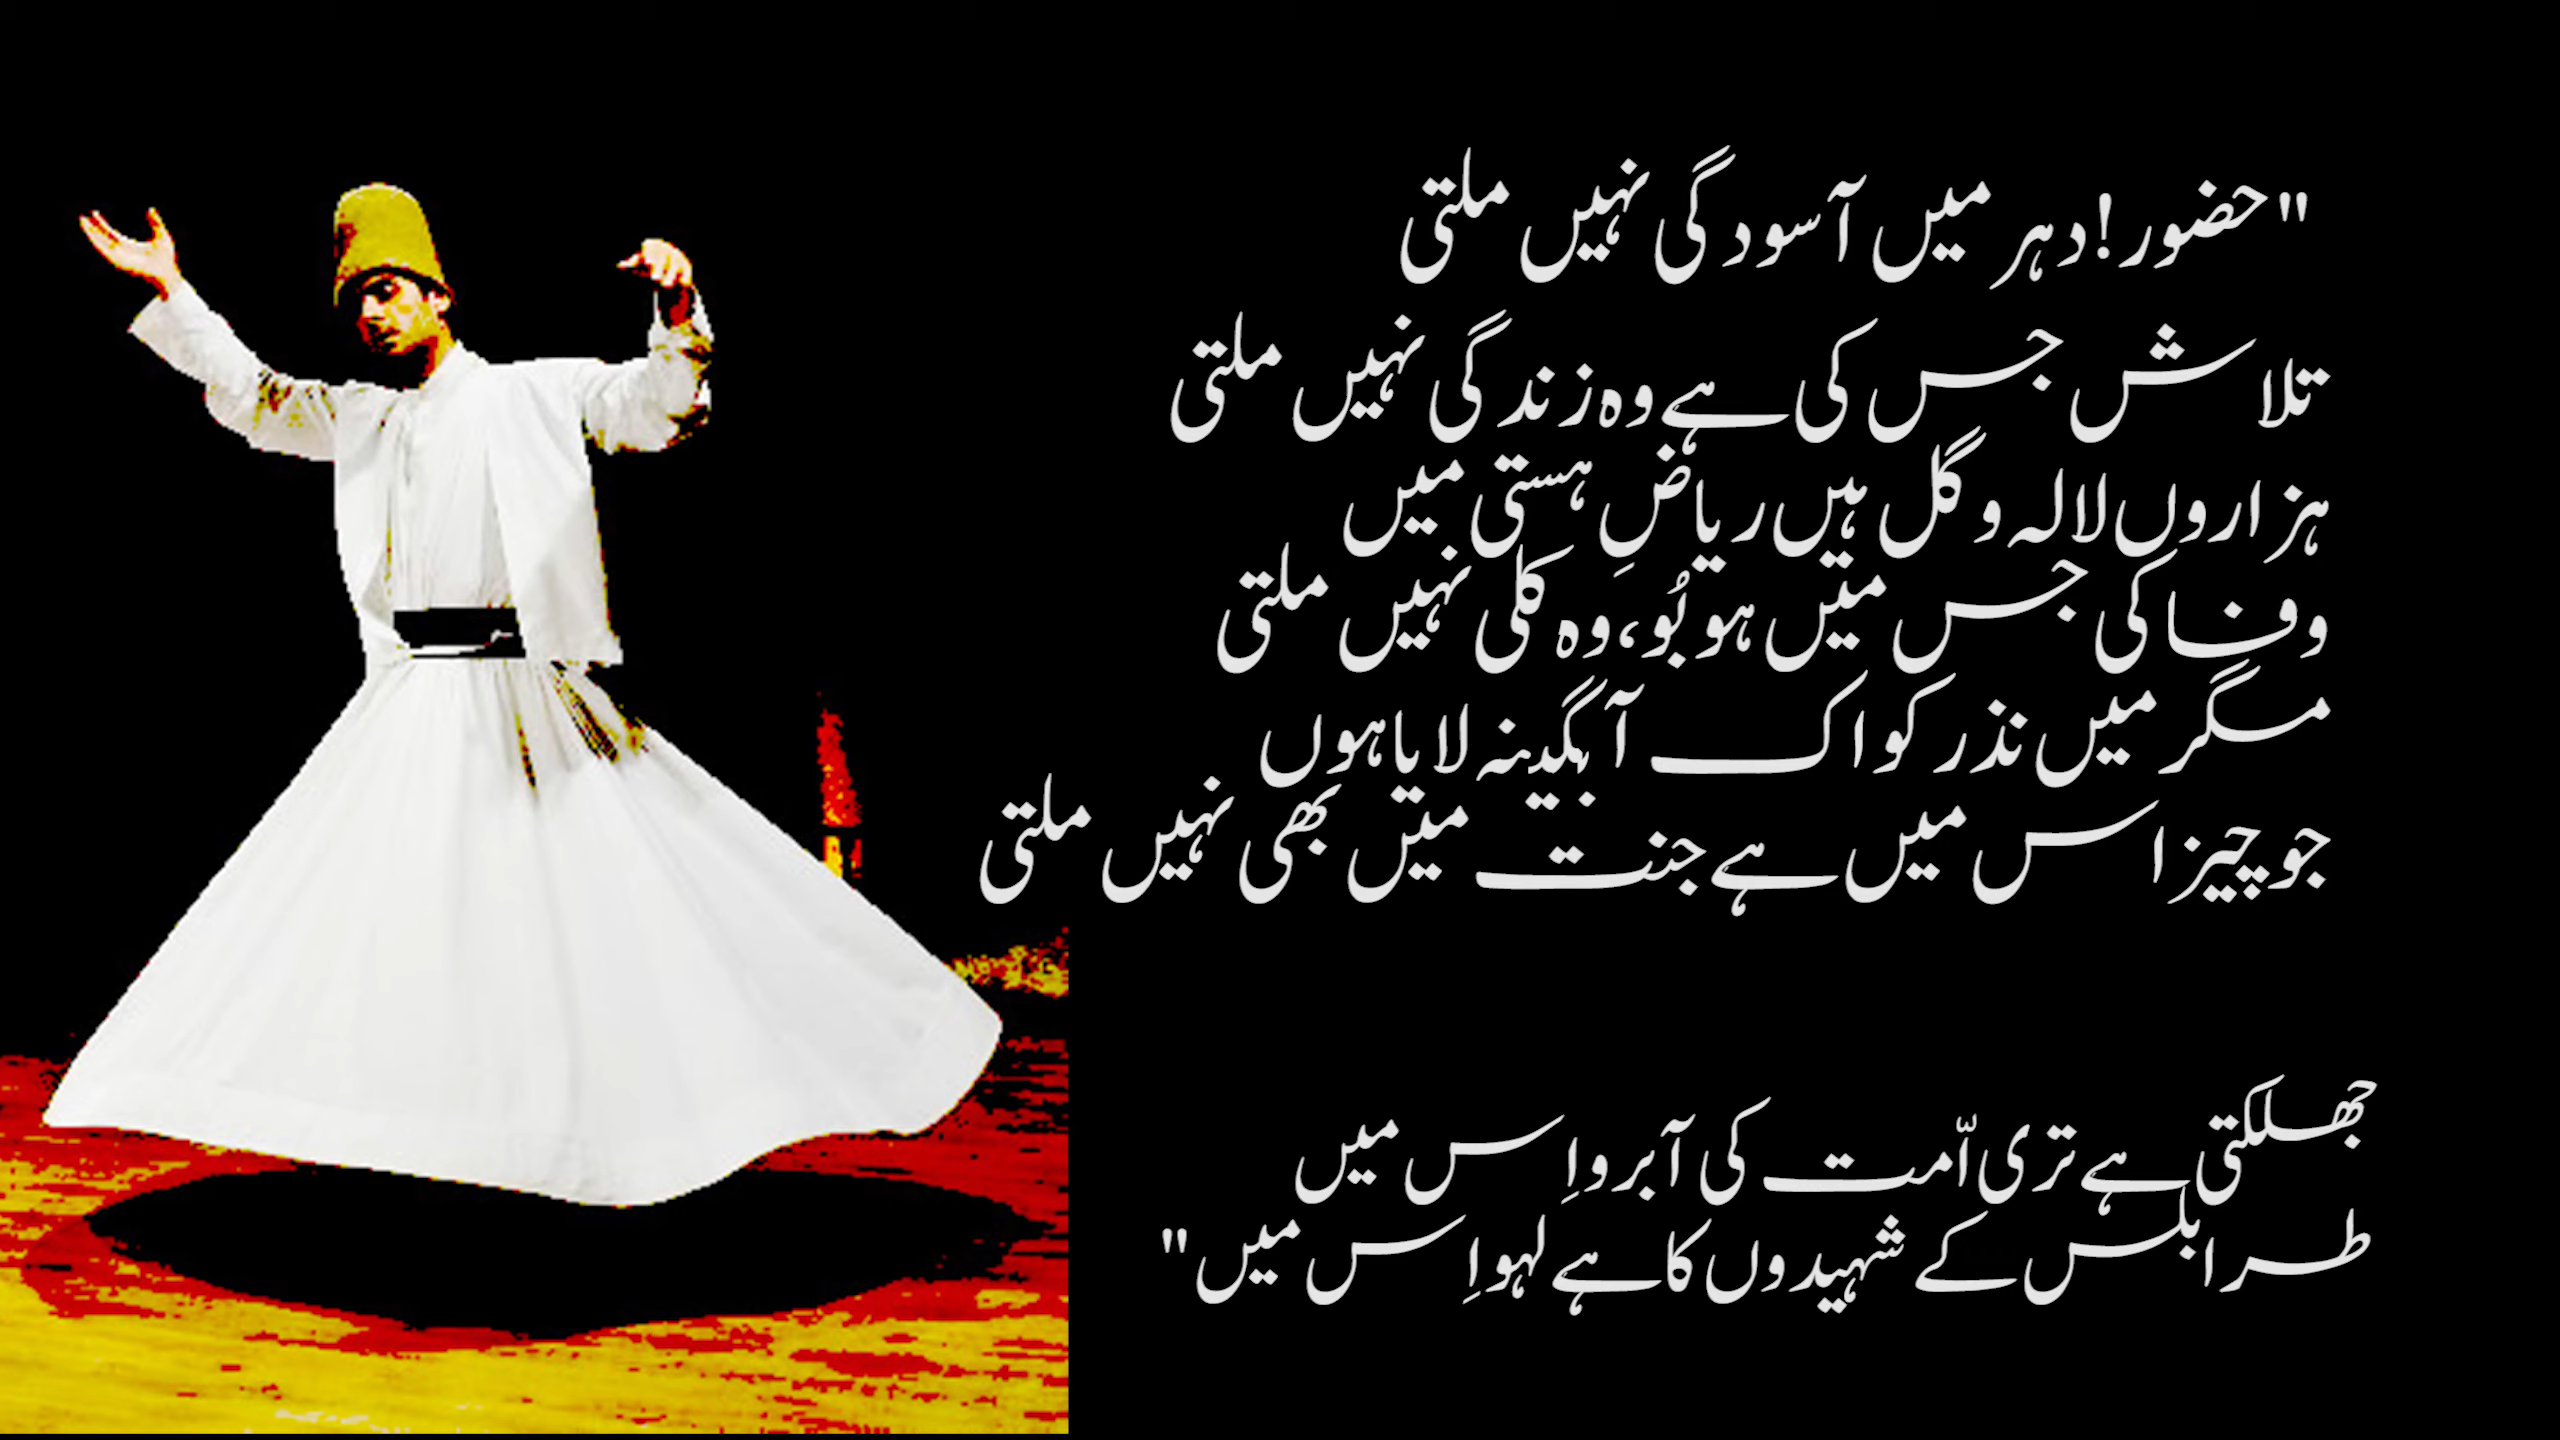 "حضور! دہر میں آسودگی نہیں ملتی
تلاش جس کی ہے وہ زندگی نہیں ملتی
ہزاروں لالہ و گل ہیں ریاضِ ہستی میں
وفا کی جس میں ہو بُو، وہ کلی نہیں ملتی
مگر میں نذر کو اک آبگینہ لایا ہوں
جو چیز اس میں ہے جنت میں بھی نہیں ملتی
جھلکتی ہے تری اّمت کی آبرو اِس میں
طرابلس کے شہیدوں کا ہے لہو اِس میں"